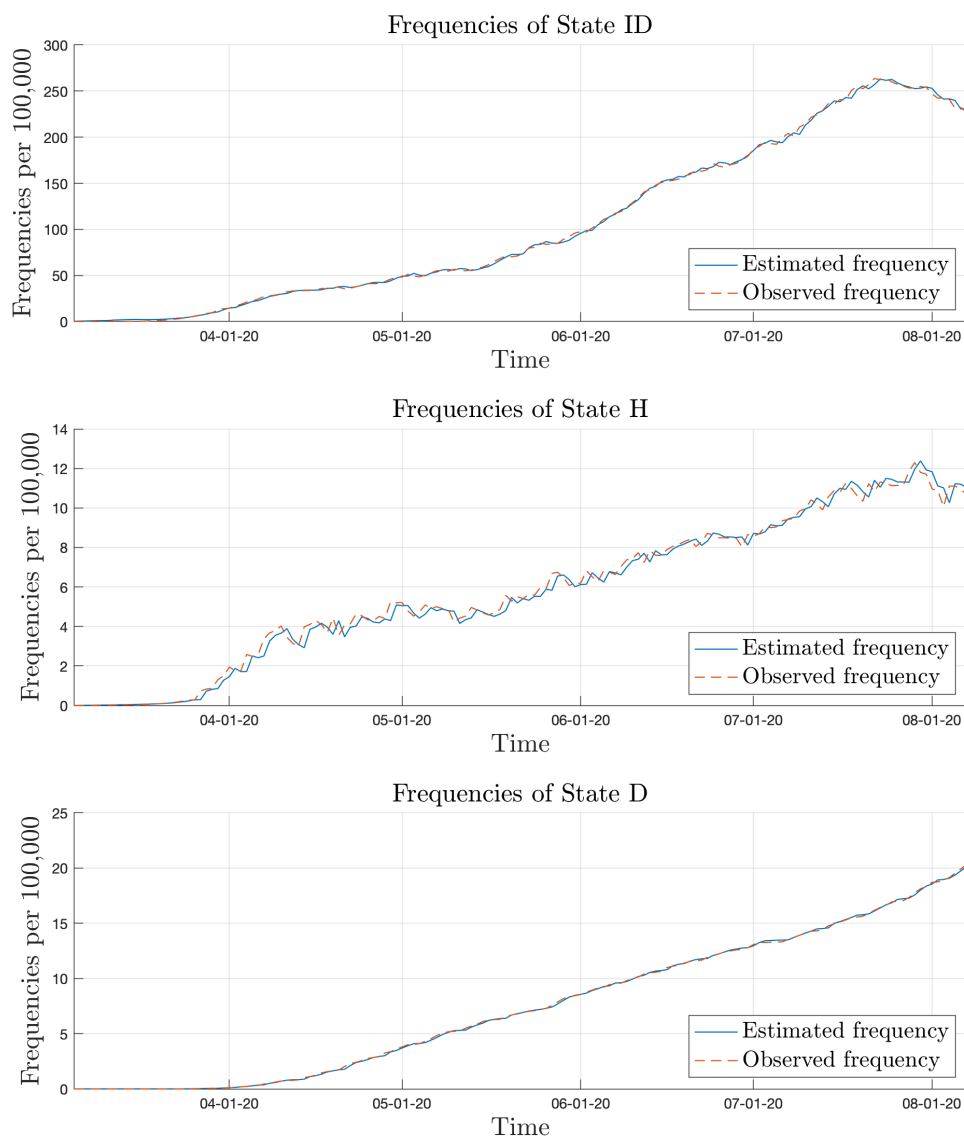 Frequencies of State ID
Frequencies per 100,000
300
250
200
150
100
50
0
Estimated frequency
Observed frequency
04-01-20 05-01-20 06-01-20 07-01-20 08-01-20
Time
Frequencies of State H
Frequencies per 100,000
14
12
10
8
6
4
2
0
Estimated frequency
Observed frequency
04-01-20 05-01-20 06-01-20 07-01-20 08-01-20
Time
Frequencies of State D
Frequencies per 100,000
25
20
15
10
5
0
Estimated frequency
Observed frequency
04-01-20 05-01-20 06-01-20 07-01-20 08-01-20
Time